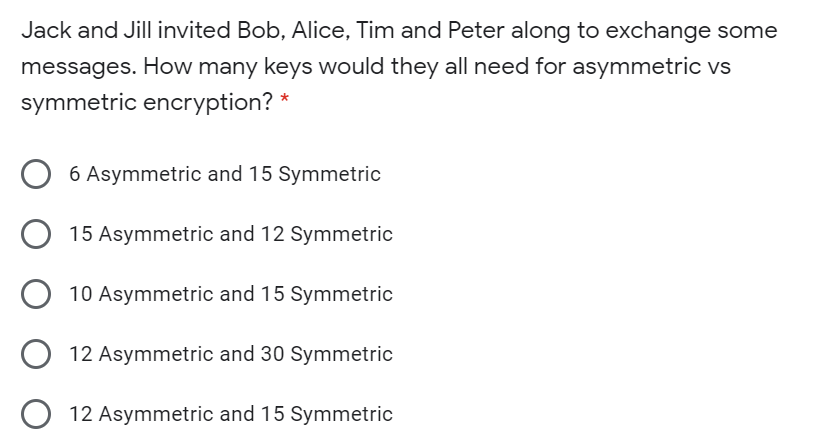 Jack and Jill invited Bob, Alice, Tim and Peter along to exchange some
messages. How many keys would they all need for asymmetric vs
symmetric encryption? *
6 Asymmetric and 15 Symmetric
15 Asymmetric and 12 Symmetric
10 Asymmetric and 15 Symmetric
12 Asymmetric and 30 Symmetric
12 Asymmetric and 15 Symmetric